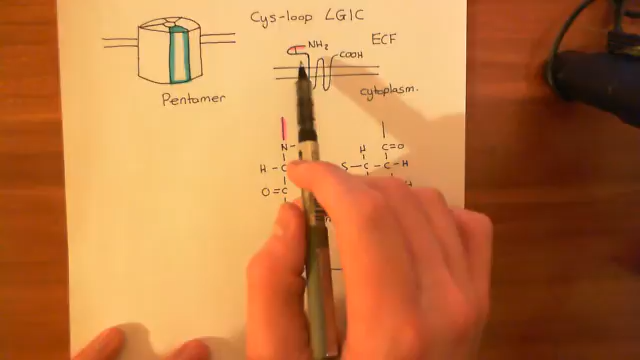 Cys-loop LGIC
NH₂
ECF
COOH
cytoplasm.
Pentamer
N
H
C=O
H-C
S-C-C-H
O=C
H